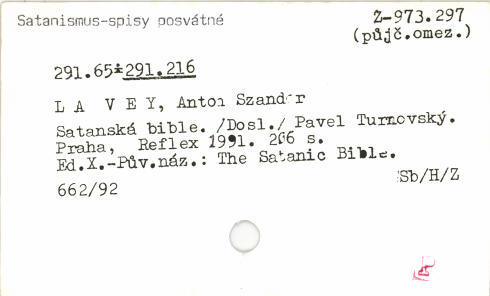 Satanismus-spisy posvátné
Z-973.297
(půjč.omez.)
291.65+291.216
L A V E Y, Anton Szandor
Satanská bible. /Dosl./ Pavel Turnovský.
Praha, Reflex 1991. 206 s.
Ed.X.-Pův.náz.: The Satanic Bible.
Sb/H/Z
662/92